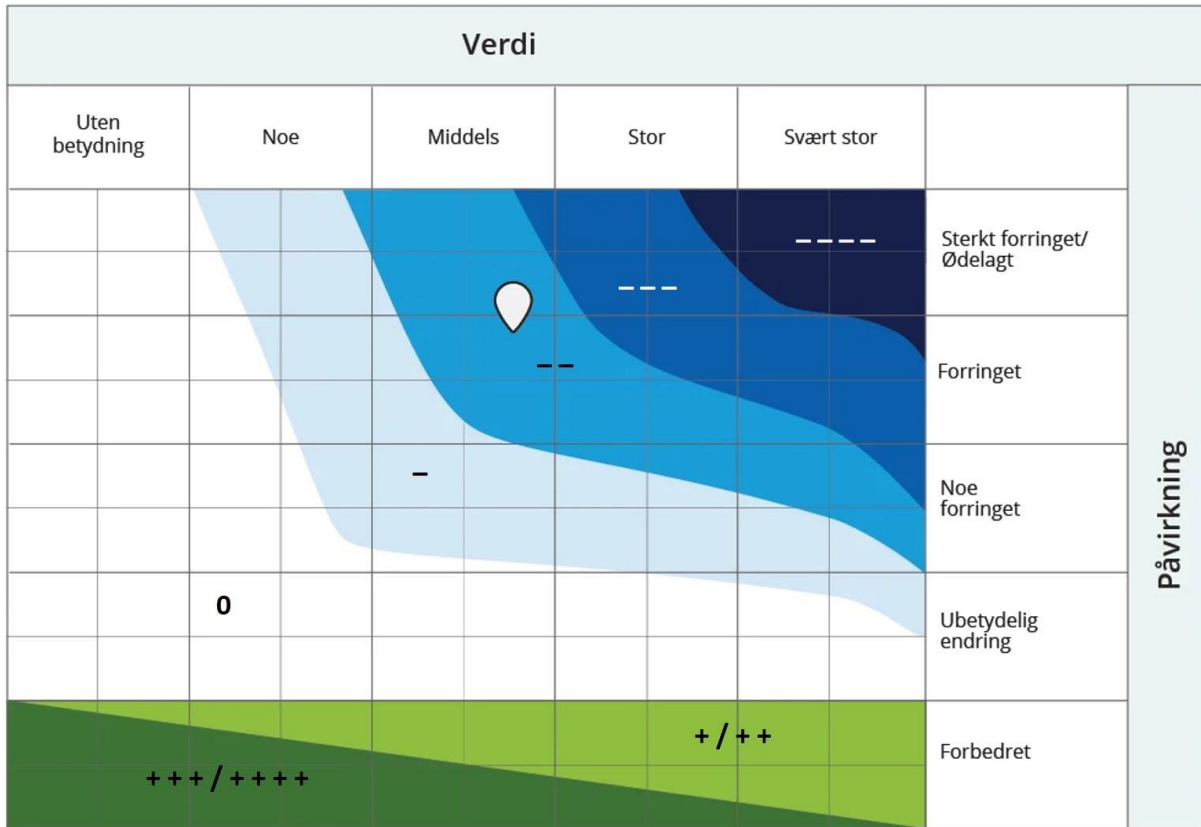 Verdi
Uten
betydning
Noe
Middels
Stor
Svært stor
– – – –
Sterkt forringet/
Ødelagt
– – –
– –
Forringet
–
Noe
forringet
Påvirkning
0
Ubetydelig
endring
+ / + +
Forbedret
+ + + / + + + +